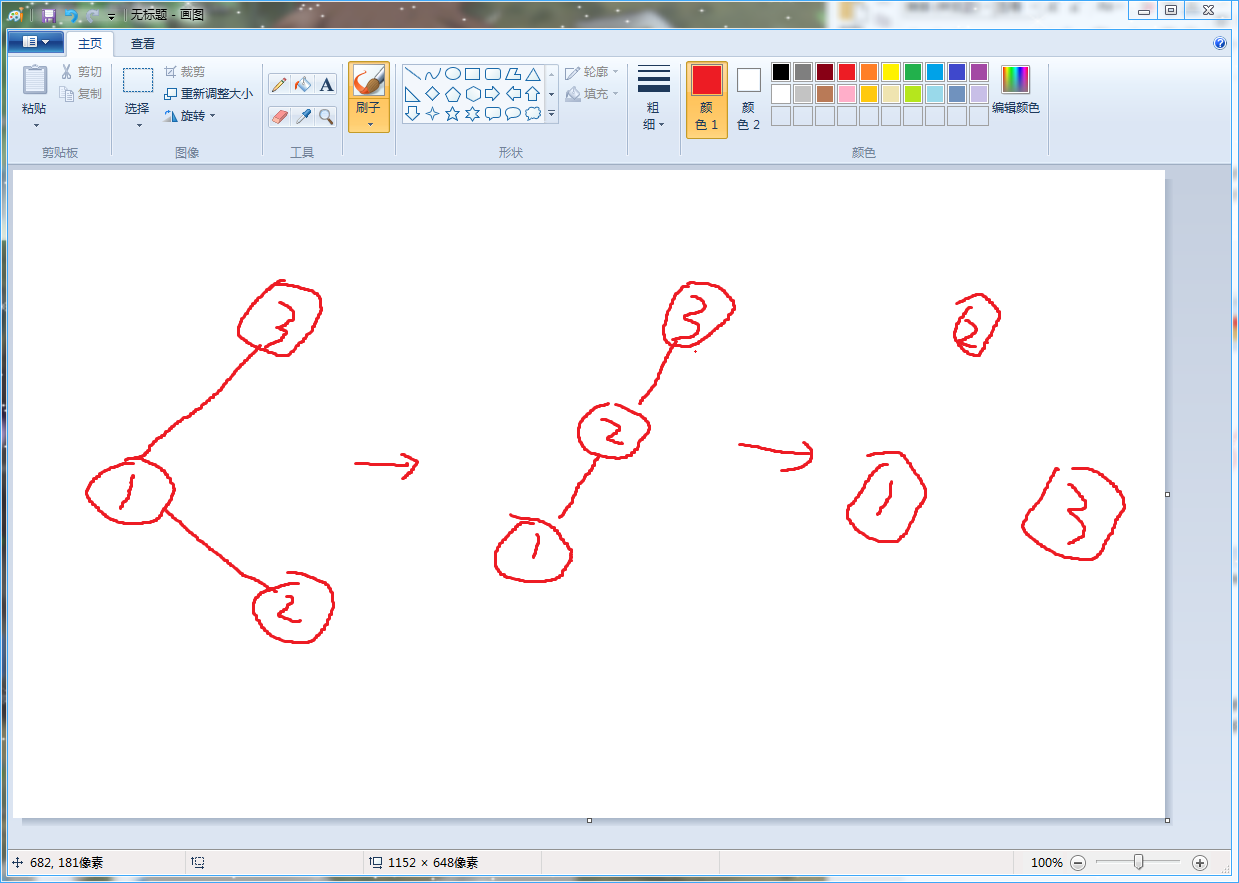 无标题 - 画图
主页 查看
粘贴
剪切
复制
剪贴板
选择
裁剪
重新调整大小
旋转
图像
A
工具
刷子
轮廓
填充
形状
粗
细
颜
色 1
颜
色 2
编辑颜色
颜色
3
1
2
3
2
1
2
1
3
682, 181像素
1152 × 648像素
100%